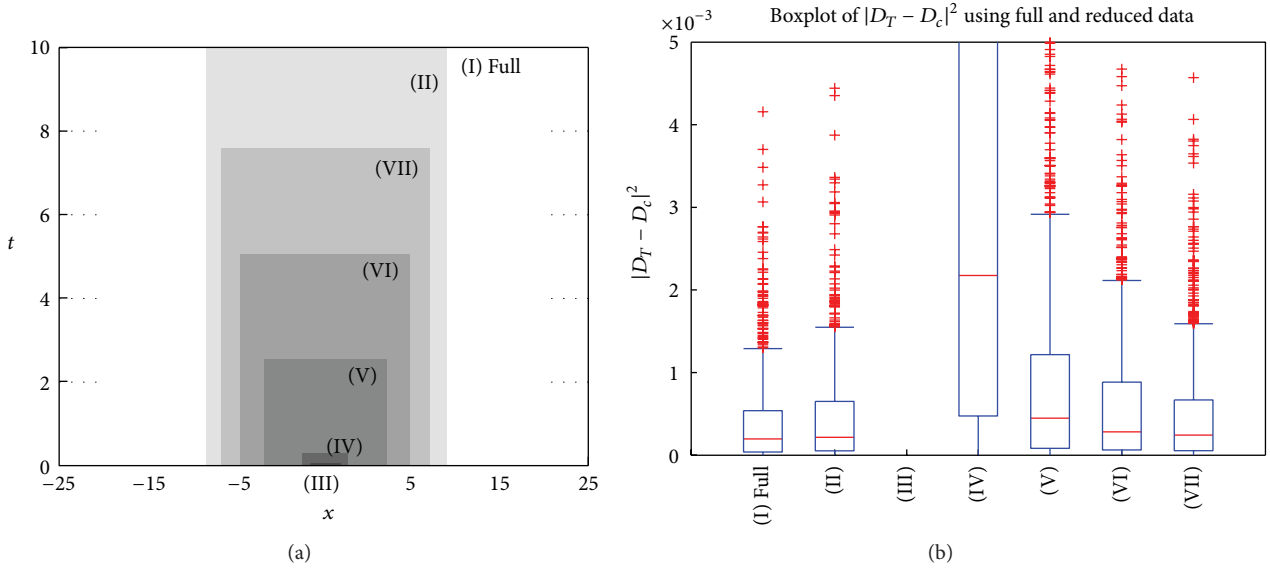 10
8
6
t
4
2
0
(I) Full
(II)
(VII)
(VI)
(V)
(IV)
(III)
−25
−15
−5
5
15
25
x
(a)
Boxplot of |D_T − D_c|^2 using full and reduced data
×10^−3
5
4
3
2
1
0
|D_T − D_c|^2
(I) Full
(II)
(III)
(IV)
(V)
(VI)
(VII)
(b)